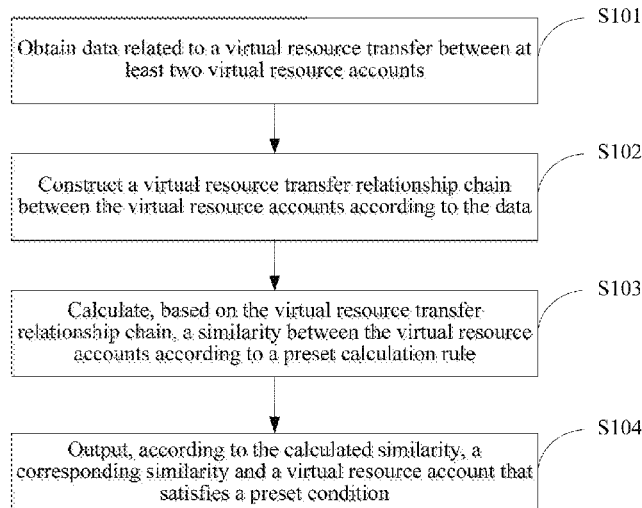 S101
Obtain data related to a virtual resource transfer between at
least two virtual resource accounts
S102
Construct a virtual resource transfer relationship chain
between the virtual resource accounts according to the data
S103
Calculate, based on the virtual resource transfer
relationship chain, a similarity between the virtual resource
accounts according to a preset calculation rule
S104
Output, according to the calculated similarity, a
corresponding similarity and a virtual resource account that
satisfies a preset condition